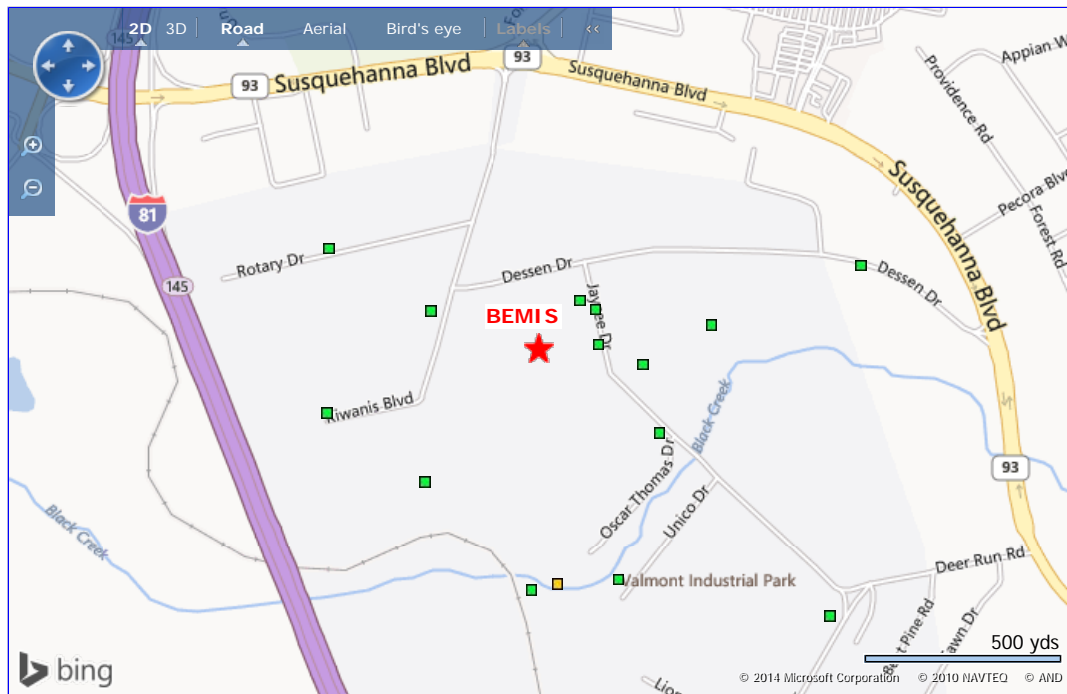 2D 3D Road Aerial Bird's eye Labels <<
145
93 Susquehanna Blvd
93
Susquehanna Blvd
Appian
Providence Rd
Pecora Blvd
Forest Rd
Susquehanna Blvd
81
Rotary Dr
145
Dessen Dr
Dessen Dr
Jaycee Dr
BEMIS
Kiwanis Blvd
Black Creek
93
Oscar Thomas Dr
Unico Dr
Black Creek
Valmont Industrial Park
Deer Run Rd
Pine Rd
500 yds
bing
© 2014 Microsoft Corporation © 2010 NAVTEQ © AND